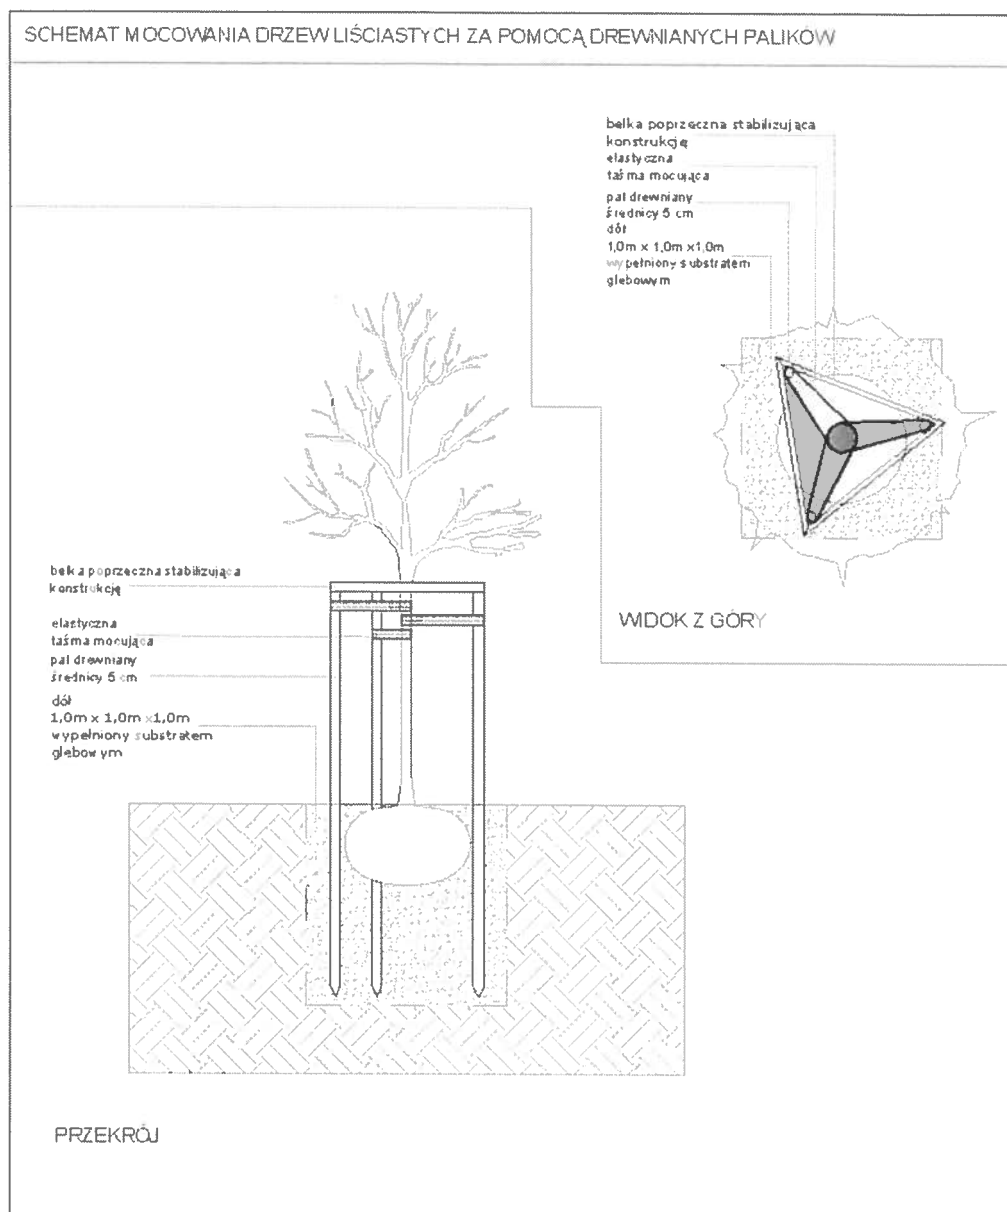 SCHEMAT MOCOWANIA DRZEW LIŚCIASTYCH ZA POMOCĄ DREWNIANYCH PALIKÓW
belka poprzeczna stabilizująca
konstrukcję
elastyczna
taśma mocująca
pal drewniany
średnicy 5 cm
dół
1,0m x 1,0m x1,0m
wypełniony substratem
glebowym
WIDOK Z GÓRY
belka poprzeczna stabilizująca
konstrukcję
elastyczna
taśma mocująca
pal drewniany
średnicy 5 cm
dół
1,0m x 1,0m x1,0m
wypełniony substratem
glebowym
PRZEKRÓJ